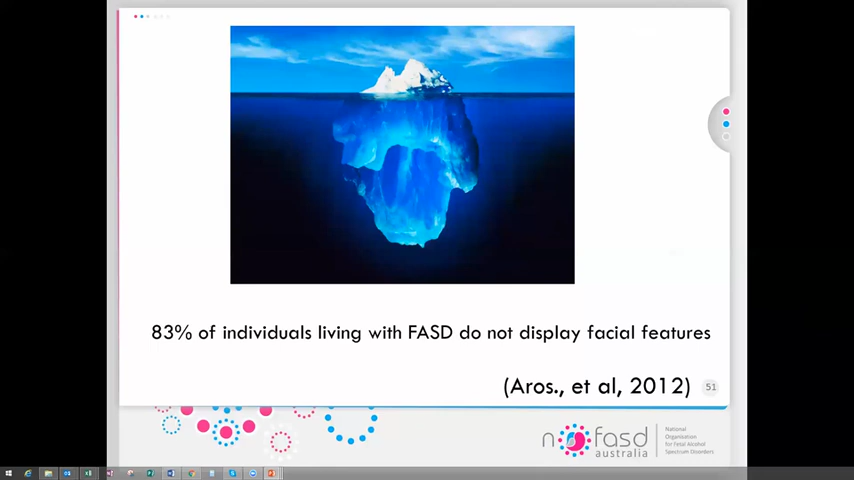 83% of individuals living with FASD do not display facial features
(Aros., et al, 2012)
51
nofasd
australia
National
Organisation
for Fetal Alcohol
Spectrum Disorders